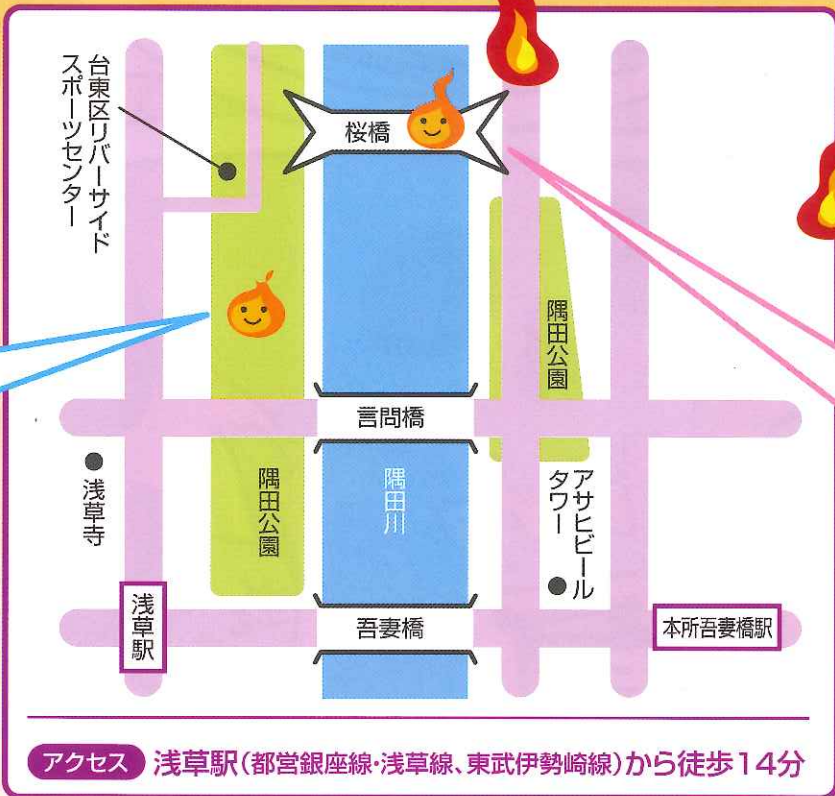 台東区リバーサイド
スポーツセンター
桜橋
隅田公園
言問橋
浅草寺
隅田公園
隅田川
アサヒビール
タワー
浅草駅
吾妻橋
本所吾妻橋駅
アクセス 浅草駅(都営銀座線・浅草線、東武伊勢崎線)から徒歩14分